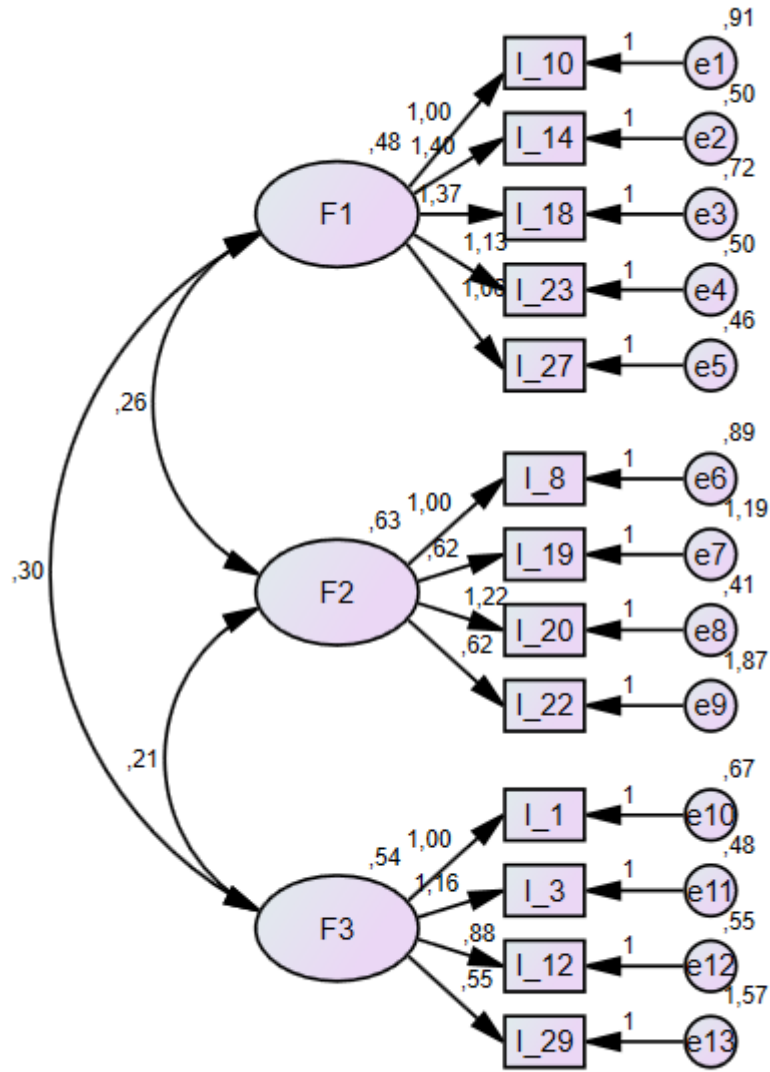 ,91
I_10
1
e1
1,00
,50
,48
1,40
I_14
1
e2
,72
F1
1,37
I_18
1
e3
,50
1,13
I_23
1
e4
,46
I_27
1
e5
,26
,89
I_8
1
e6
,63
1,00
1,19
,62
I_19
1
e7
,30
F2
,41
1,22
I_20
1
e8
,62
1,87
I_22
1
e9
,21
,67
I_1
1
e10
,54
1,00
,48
1,16
I_3
1
e11
F3
,55
,88
I_12
1
e12
,55
1,57
I_29
1
e13